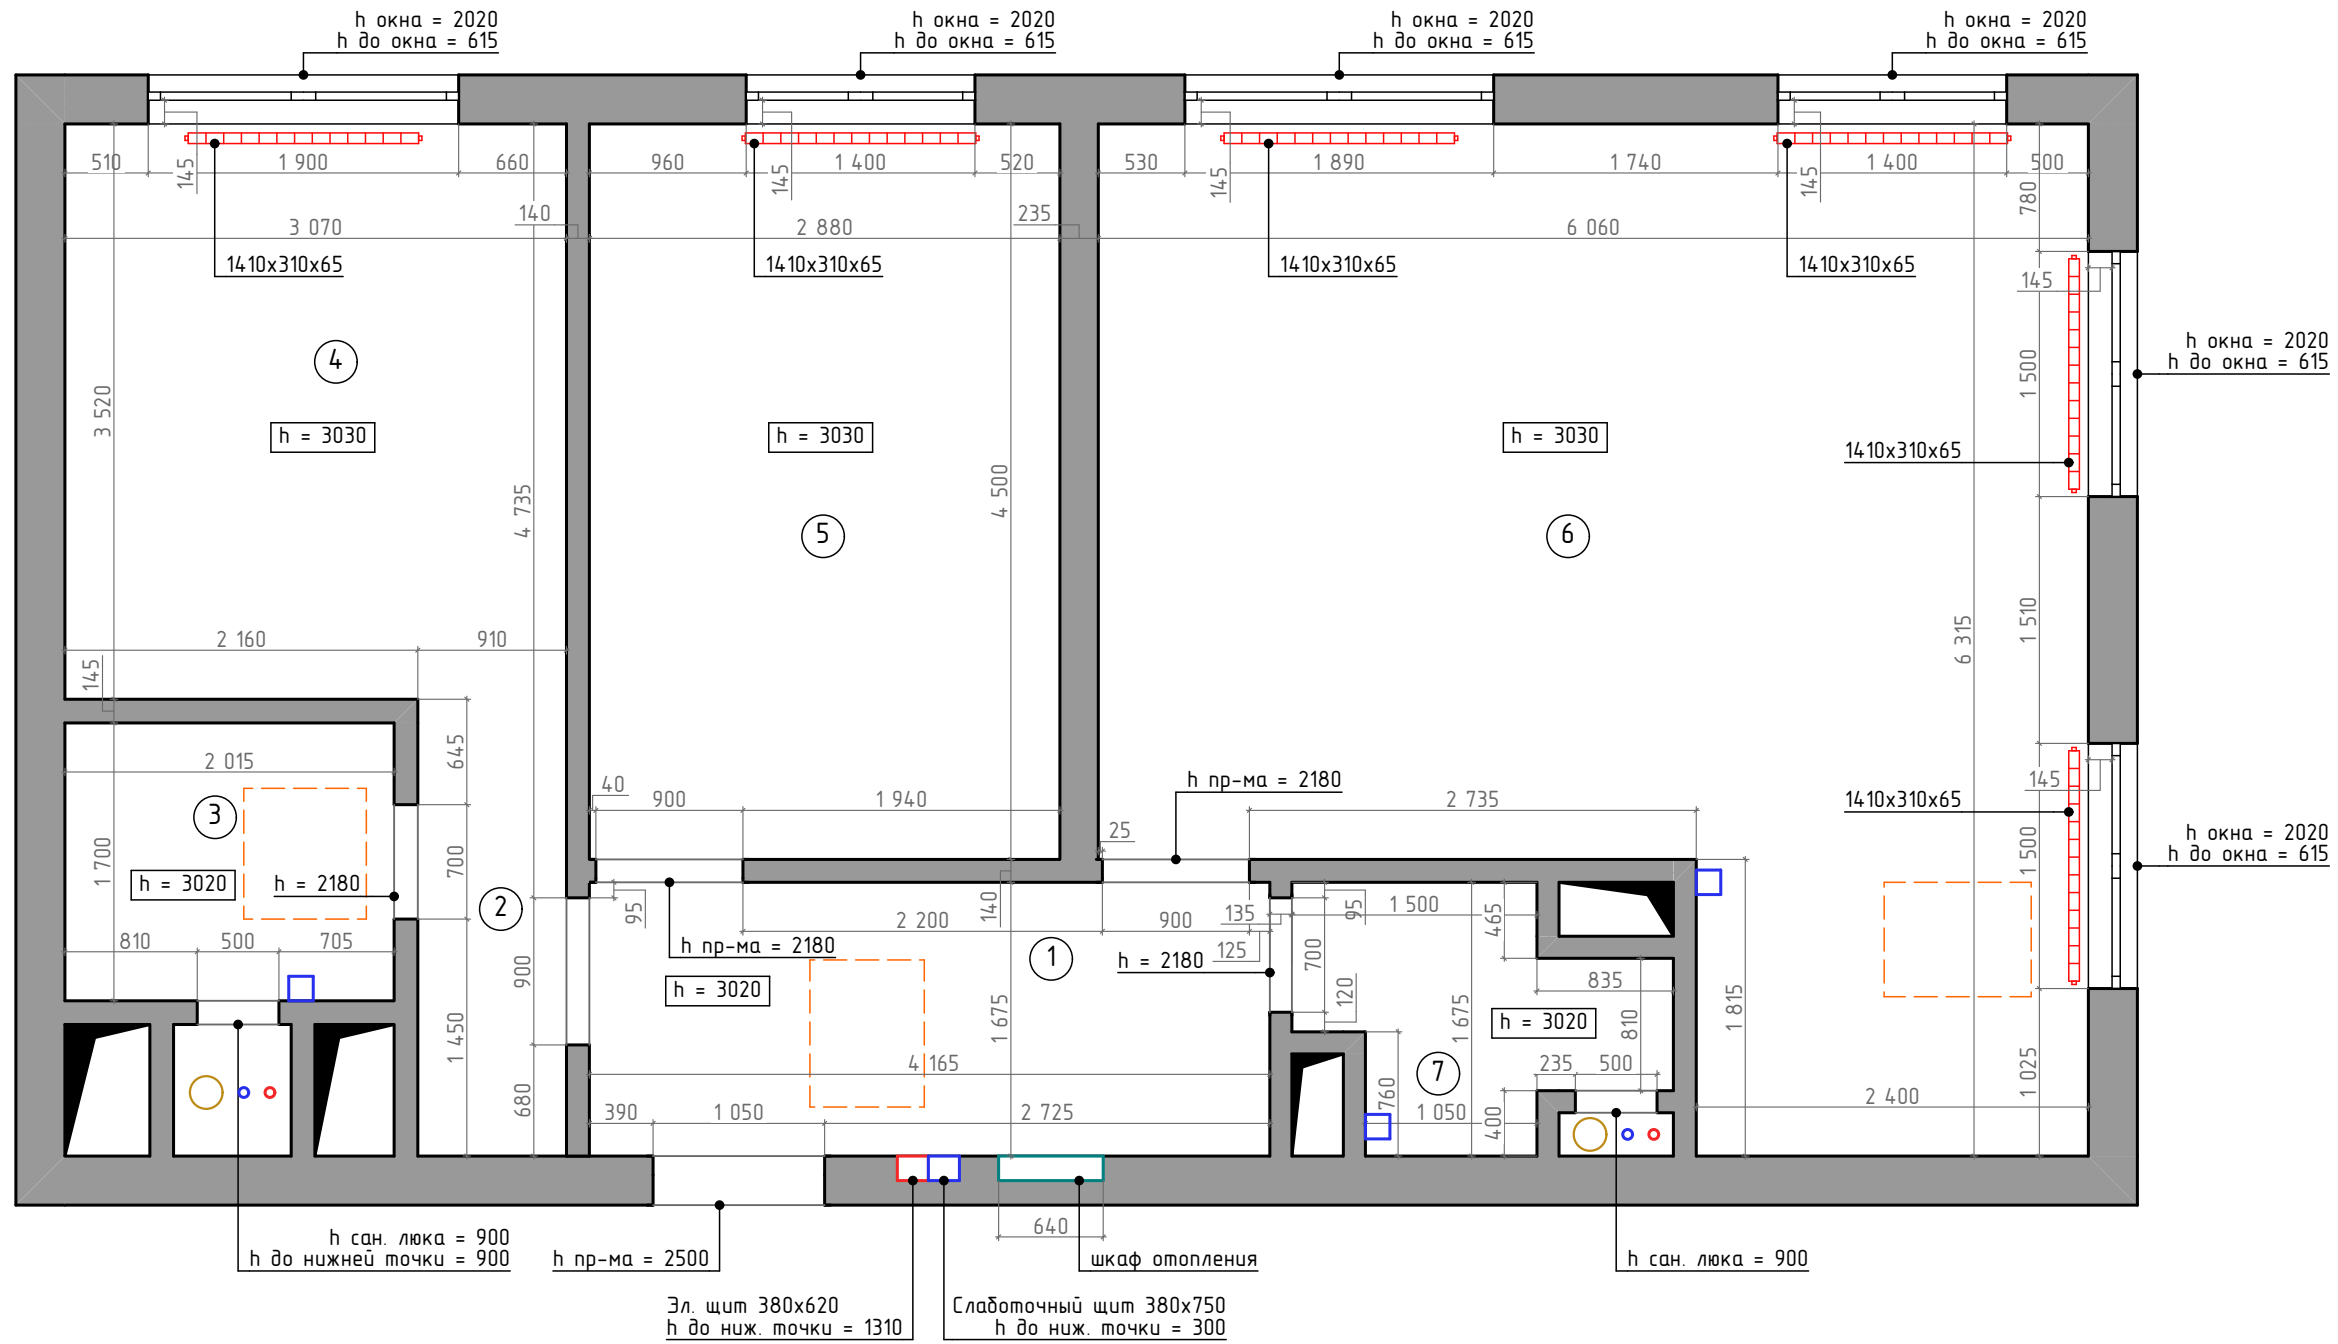 h окна = 2020
h до окна = 615
h окна = 2020
h до окна = 615
h окна = 2020
h до окна = 615
h окна = 2020
h до окна = 615
510
145
1 900
660
960
145
1 400
520
530
145
1 890
1 740
145
1 400
500
780
3 070
140
2 880
235
6 060
1410х310х65
1410х310х65
1410х310х65
1410х310х65
145
h окна = 2020
h до окна = 615
4
3 520
h = 3030
h = 3030
h = 3030
1 500
1410х310х65
4 735
4 500
5
6
2 160
910
145
6 315
1 510
645
2 015
3
40
900
1 940
h пр-ма = 2180
2 735
145
1410х310х65
25
h окна = 2020
h до окна = 615
1 700
h = 3020
h = 2180
700
2
95
140
1 500
135
95
1 500
465
810
500
705
2 200
900
h пр-ма = 2180
1
h = 2180
125
700
900
h = 3020
120
835
1 450
1 675
1 675
h = 3020
810
1 815
4 165
7
235
500
1 025
680
390
1 050
2 725
760
1 050
400
2 400
640
h сан. люка = 900
h до нижней точки = 900
h пр-ма = 2500
шкаф отопления
h сан. люка = 900
Эл. щит 380х620
h до ниж. точки = 1310
Слаботочный щит 380х750
h до ниж. точки = 300